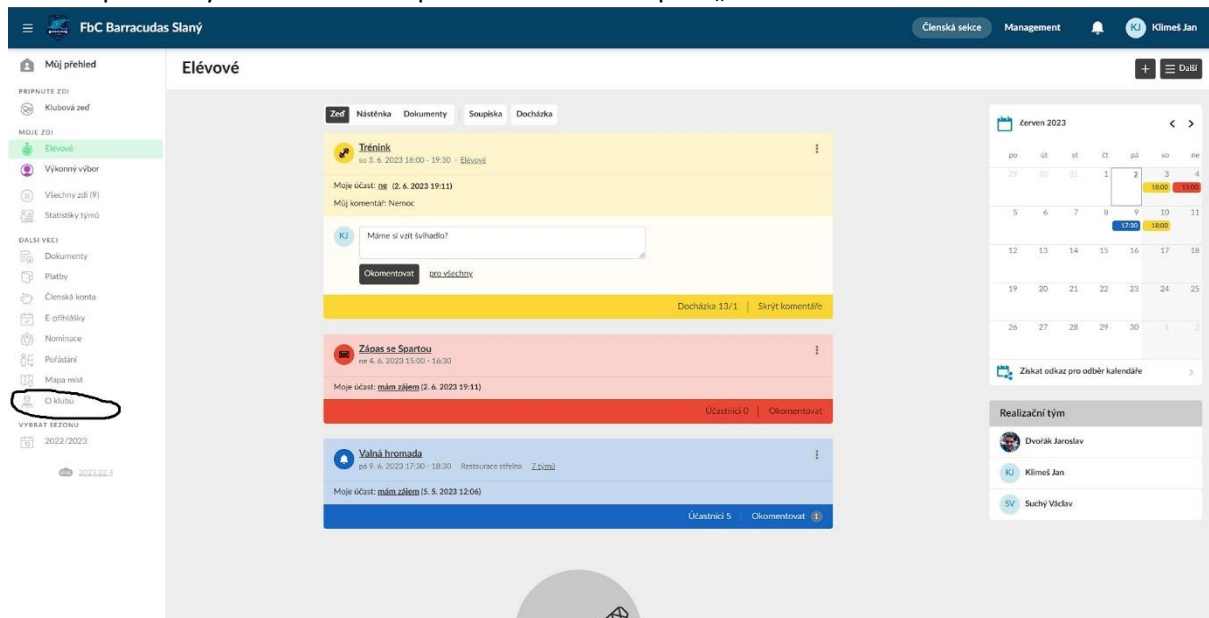 FbC Barracudas Slaný
Členská sekce Management KJ Klimeš Jan
Můj přehled
PŘIPNUTÉ ZDI
Klubová zeď
MOJE ZDI
Elévové
Výkonný výbor
Všechny zdi (9)
Statistiky týmů
DALŠÍ VĚCI
Dokumenty
Platby
Členská konta
E-přihlášky
Nominace
Pořádání
Mapa míst
O klubu
VYBRAT SEZONU
2022/2023
2023.22.4
Elévové
+ Další
Zeď Nástěnka Dokumenty Soupiska Docházka
Trénink
so 3. 6. 2023 18:00 - 19:30 - Elévové
Moje účast: ne (2. 6. 2023 19:11)
Můj komentář: Nemoc
KJ Máme si vzít švihadlo?
Okomentovat pro všechny
Docházka 13/1 | Skrýt komentáře
Zápas se Spartou
ne 4. 6. 2023 15:00 - 16:30
Moje účast: mám zájem (2. 6. 2023 19:11)
Účastníci 0 | Okomentovat
Valná hromada
pá 9. 6. 2023 17:30 - 18:30 Restaurace střelná 7 týmů
Moje účast: mám zájem (5. 5. 2023 12:06)
Účastníci 5 | Okomentovat 1
červen 2023 < >
po út st čt pá so ne
29 30 31 1 2 3 4
18:00 15:00
5 6 7 8 9 10 11
17:30 18:00
12 13 14 15 16 17 18
19 20 21 22 23 24 25
26 27 28 29 30 1 2
Získat odkaz pro odběr kalendáře >
Realizační tým
Dvořák Jaroslav
KJ Klimeš Jan
SV Suchý Václav